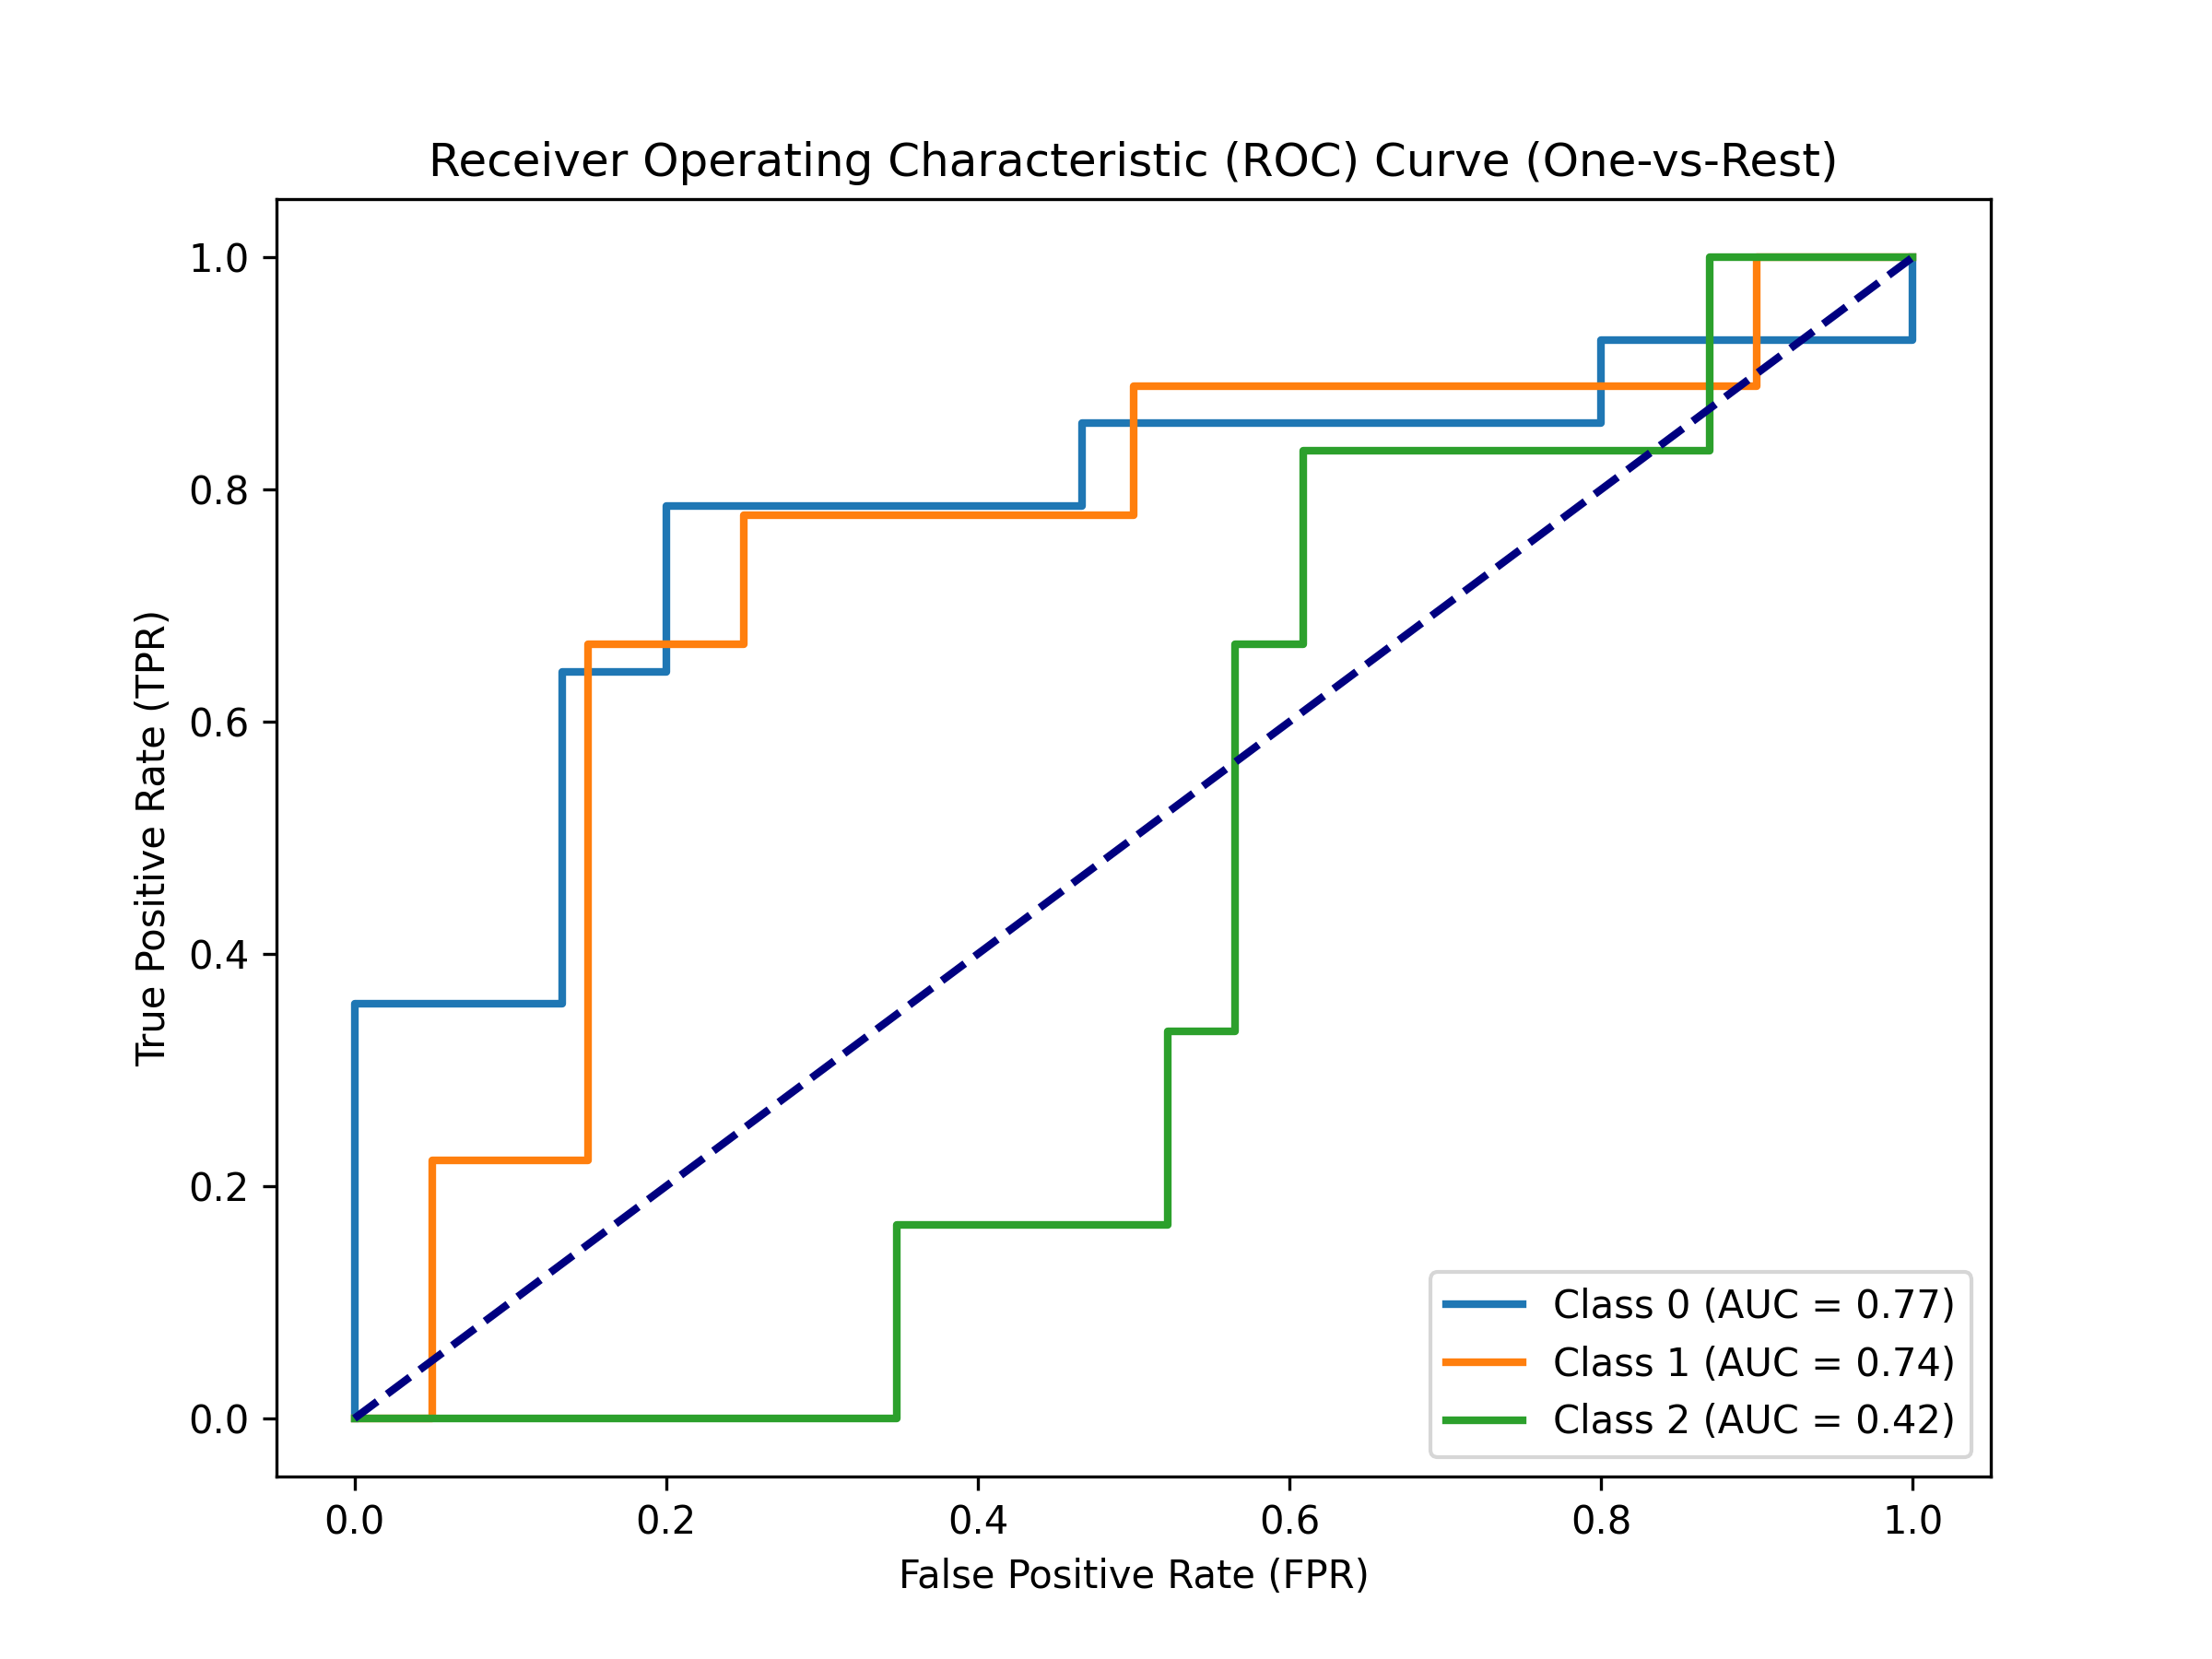 Receiver Operating Characteristic (ROC) Curve (One-vs-Rest)
True Positive Rate (TPR)
1.0
0.8
0.6
0.4
0.2
0.0
Class 0 (AUC = 0.77)
Class 1 (AUC = 0.74)
Class 2 (AUC = 0.42)
0.0 0.2 0.4 0.6 0.8 1.0
False Positive Rate (FPR)